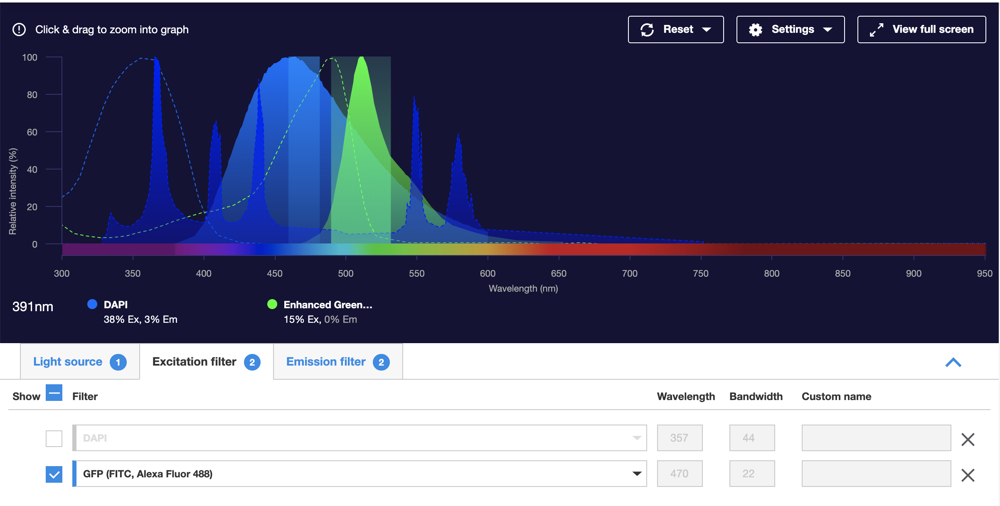 Click & drag to zoom into graph
Reset
Settings
View full screen
Relative intensity (%)
100
80
60
40
20
0
300 350 400 450 500 550 600 650 700 750 800 850 900 950
Wavelength (nm)
391nm
DAPI
38% Ex, 3% Em
Enhanced Green...
15% Ex, 0% Em
Light source 1
Excitation filter 2
Emission filter 2
Show Filter Wavelength Bandwidth Custom name
DAPI 357 44
GFP (FITC, Alexa Fluor 488) 470 22